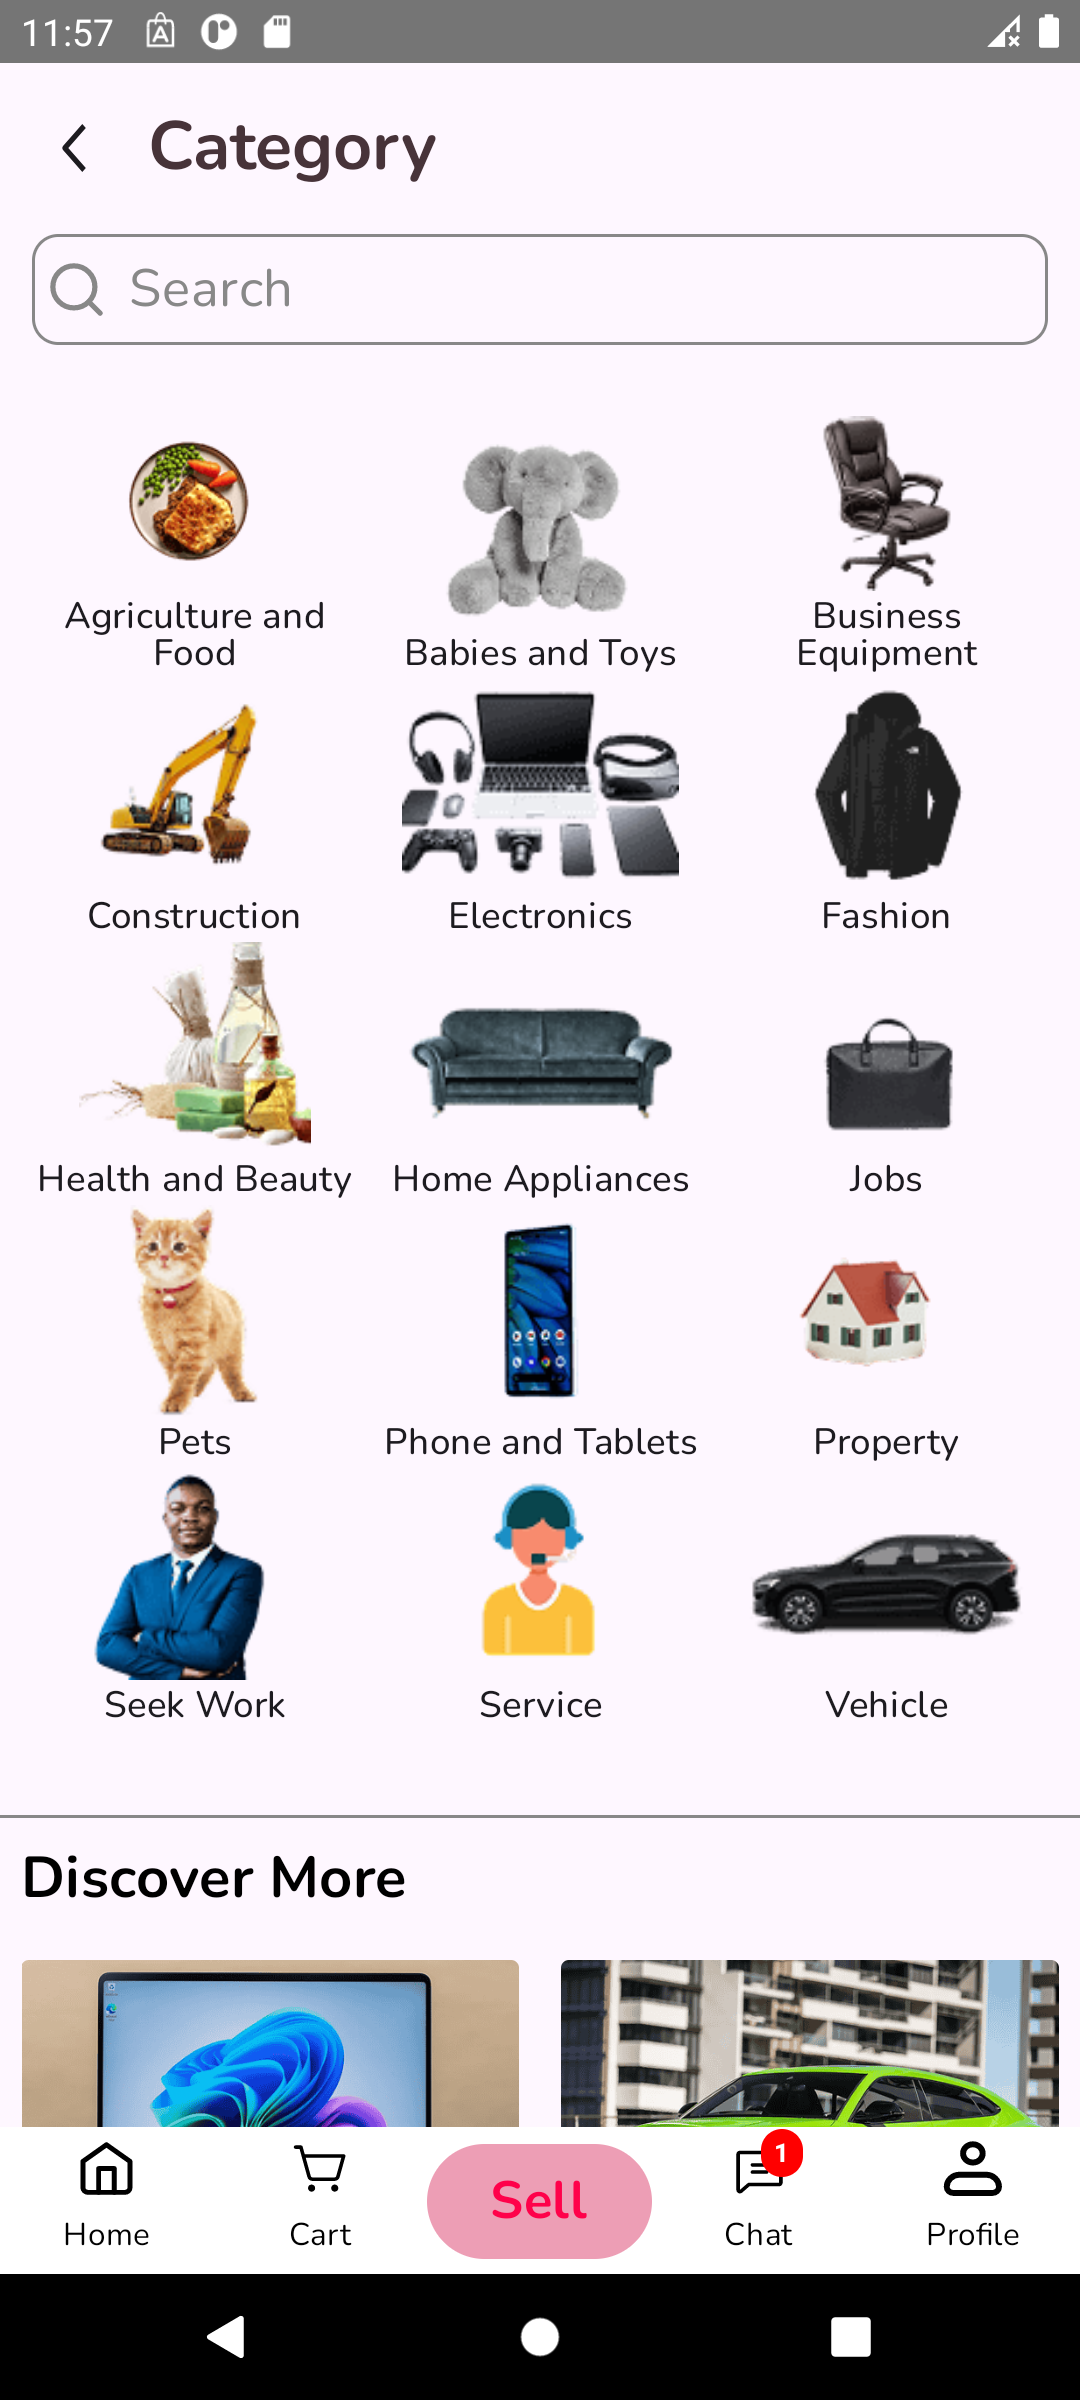 11:57
Category
Search
Agriculture and
Food
Babies and Toys
Business
Equipment
Construction
Electronics
Fashion
Health and Beauty
Home Appliances
Jobs
Pets
Phone and Tablets
Property
Seek Work
Service
Vehicle
Discover More
Home
Cart
Sell
1
Chat
Profile